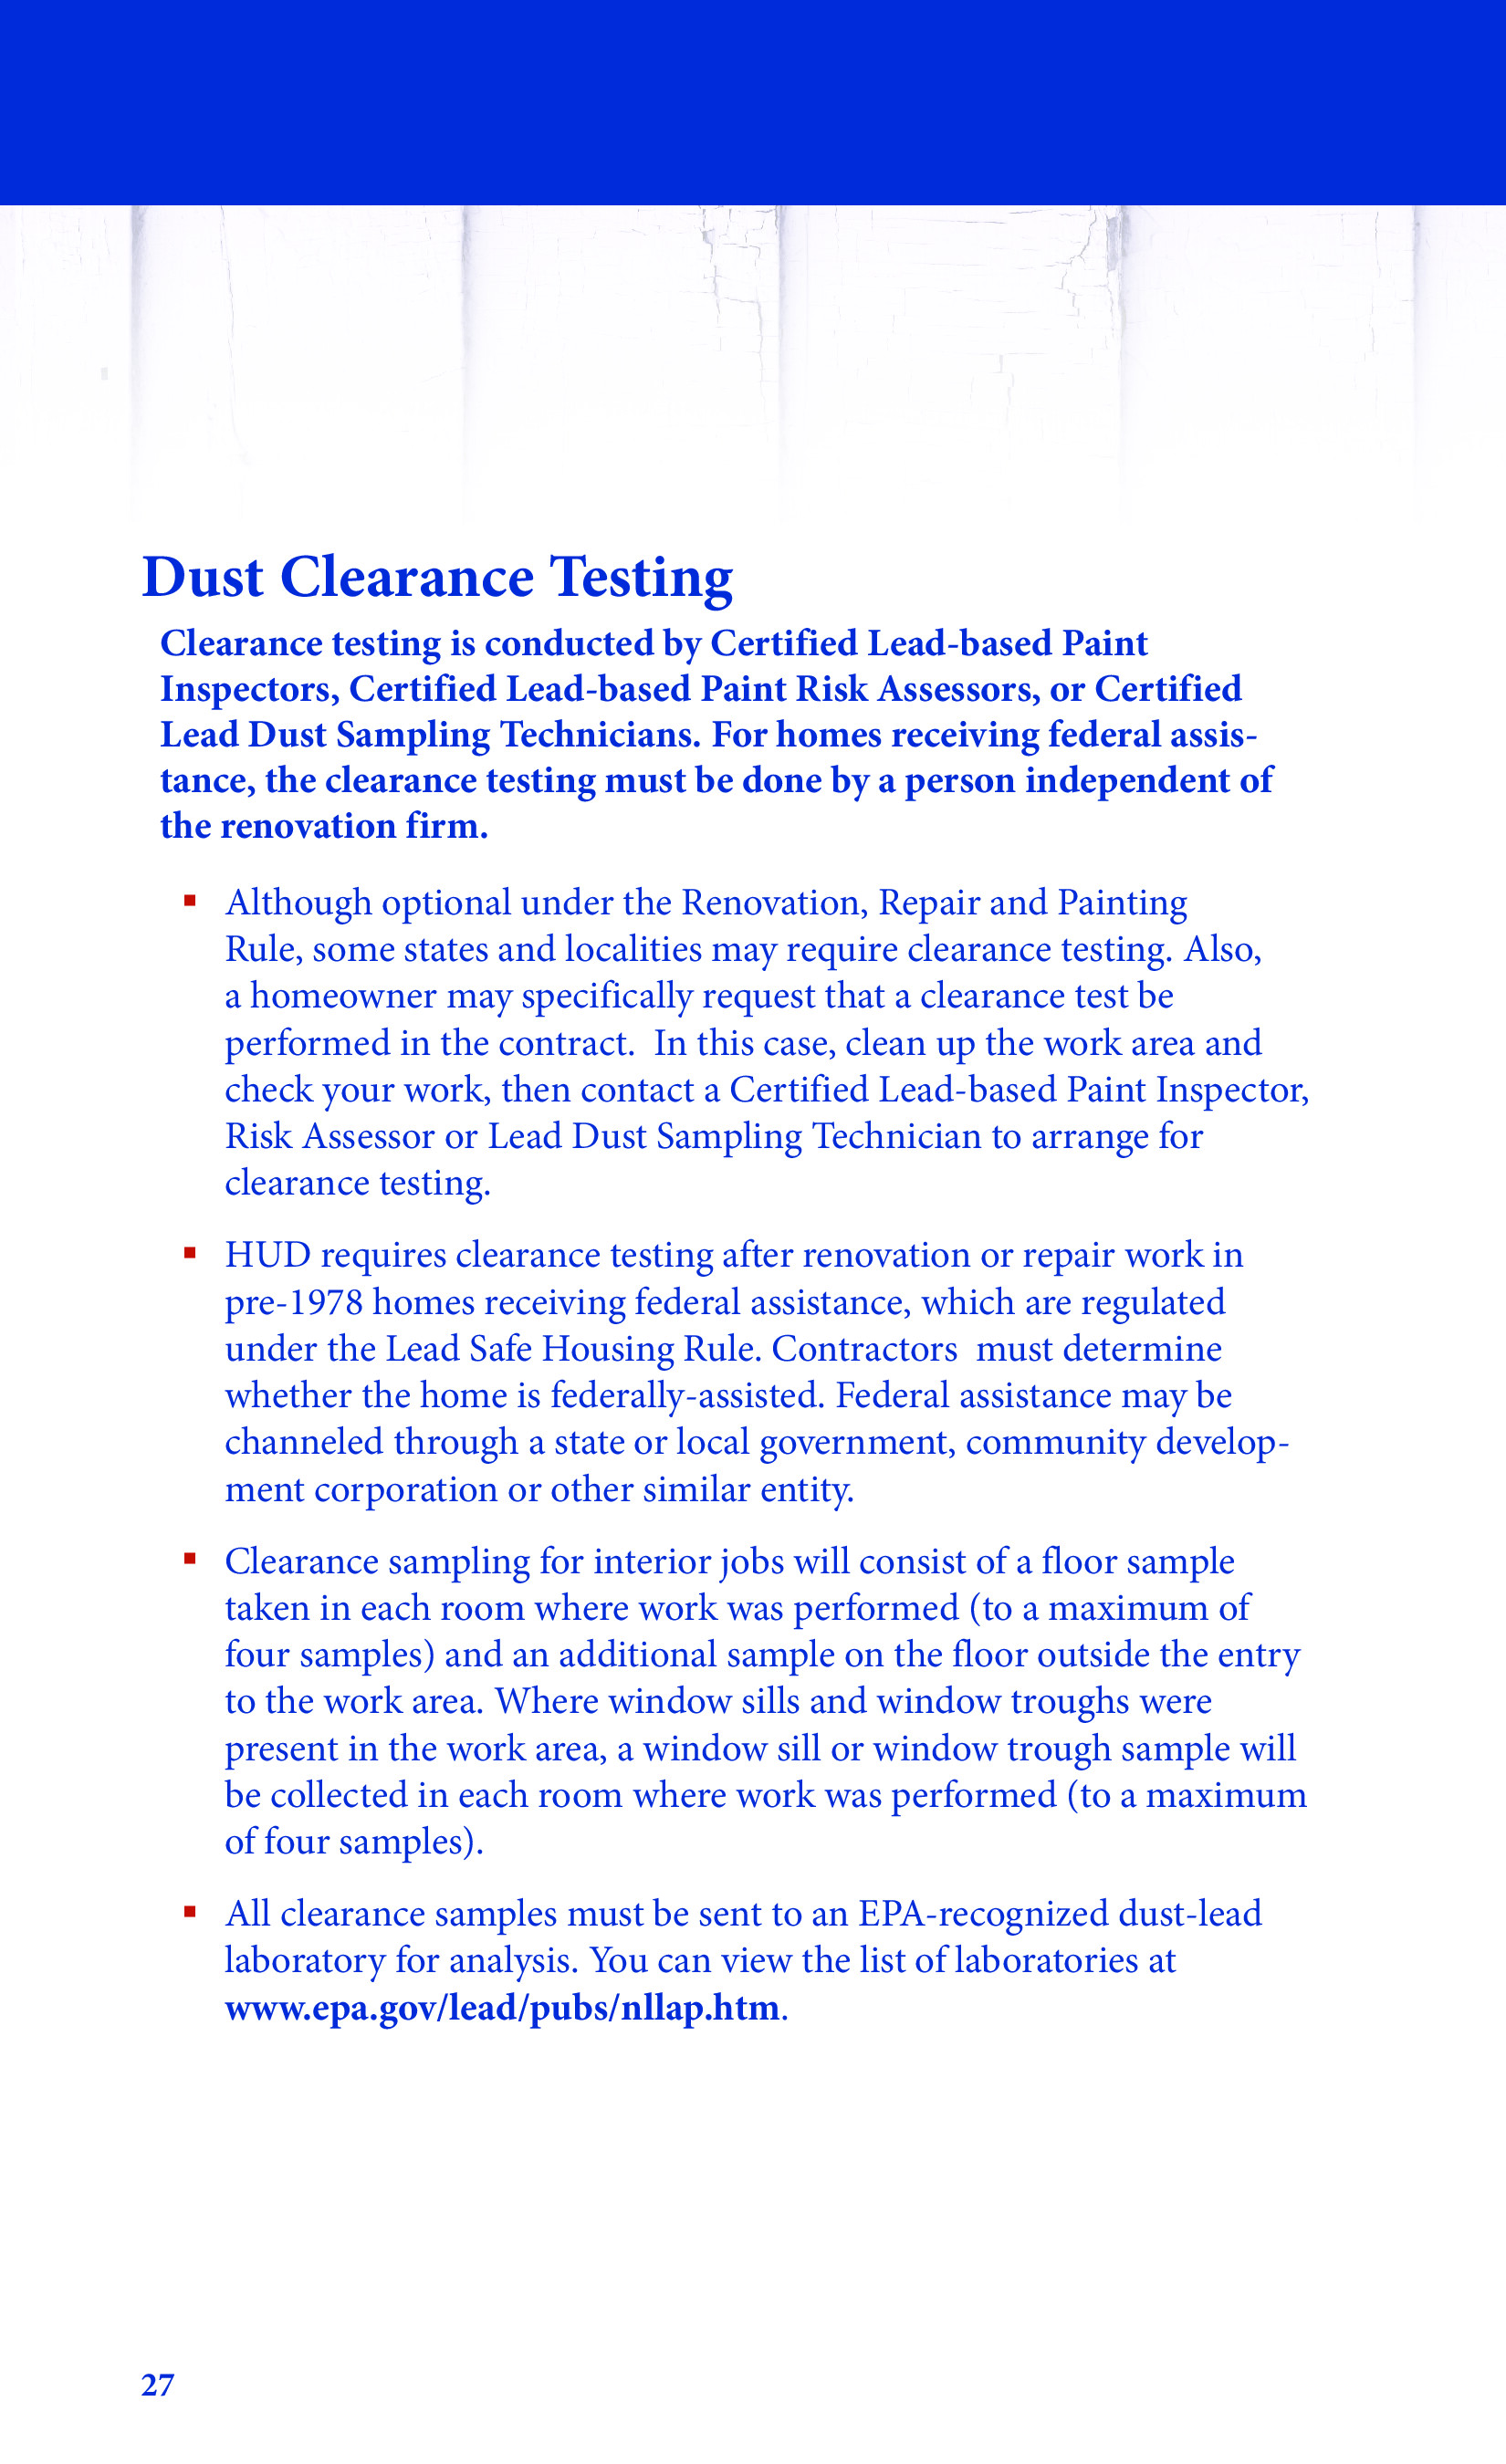 Dust Clearance Testing
Clearance testing is conducted by Certified Lead-based Paint
Inspectors, Certified Lead-based Paint Risk Assessors, or Certified
Lead Dust Sampling Technicians. For homes receiving federal assis-
tance, the clearance testing must be done by a person independent of
the renovation firm.
▪ Although optional under the Renovation, Repair and Painting
Rule, some states and localities may require clearance testing. Also,
a homeowner may specifically request that a clearance test be
performed in the contract.  In this case, clean up the work area and
check your work, then contact a Certified Lead-based Paint Inspector,
Risk Assessor or Lead Dust Sampling Technician to arrange for
clearance testing.
▪ HUD requires clearance testing after renovation or repair work in
pre-1978 homes receiving federal assistance, which are regulated
under the Lead Safe Housing Rule. Contractors  must determine
whether the home is federally-assisted. Federal assistance may be
channeled through a state or local government, community develop-
ment corporation or other similar entity.
▪ Clearance sampling for interior jobs will consist of a floor sample
taken in each room where work was performed (to a maximum of
four samples) and an additional sample on the floor outside the entry
to the work area. Where window sills and window troughs were
present in the work area, a window sill or window trough sample will
be collected in each room where work was performed (to a maximum
of four samples).
▪ All clearance samples must be sent to an EPA-recognized dust-lead
laboratory for analysis. You can view the list of laboratories at
www.epa.gov/lead/pubs/nllap.htm.
27